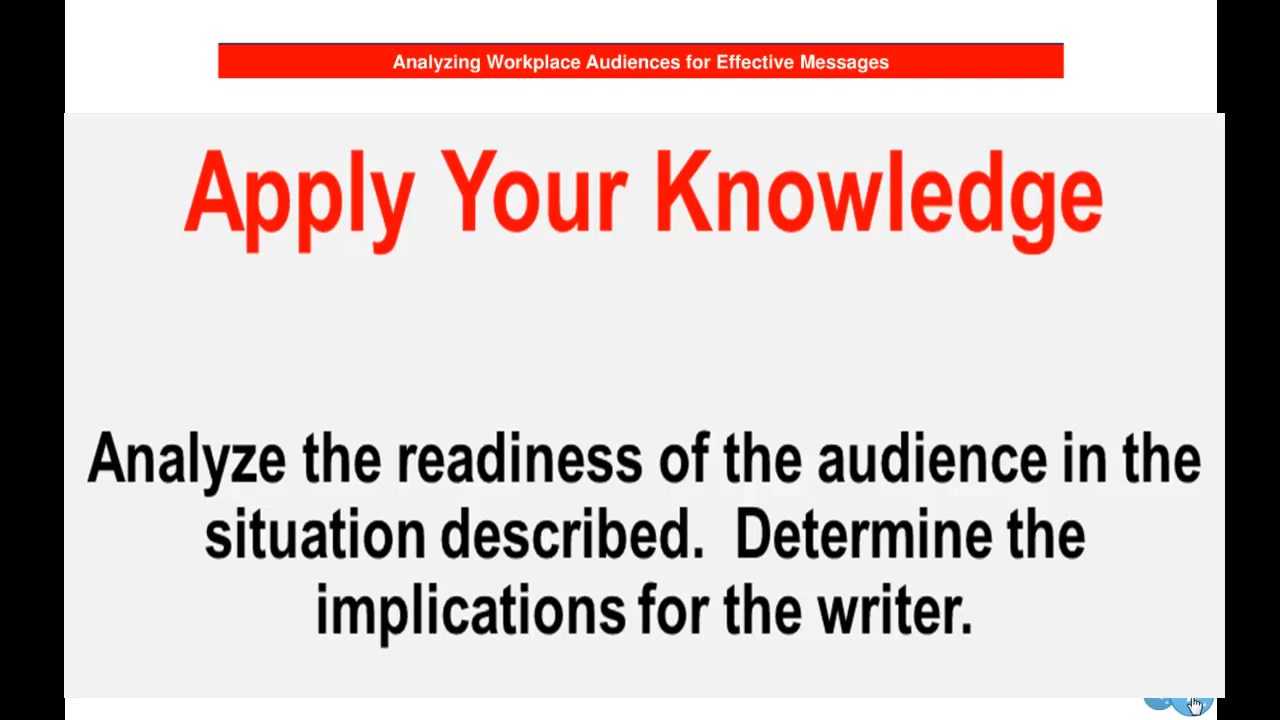 Analyzing Workplace Audiences for Effective Messages
Apply Your Knowledge
Analyze the readiness of the audience in the
situation described.  Determine the
implications for the writer.